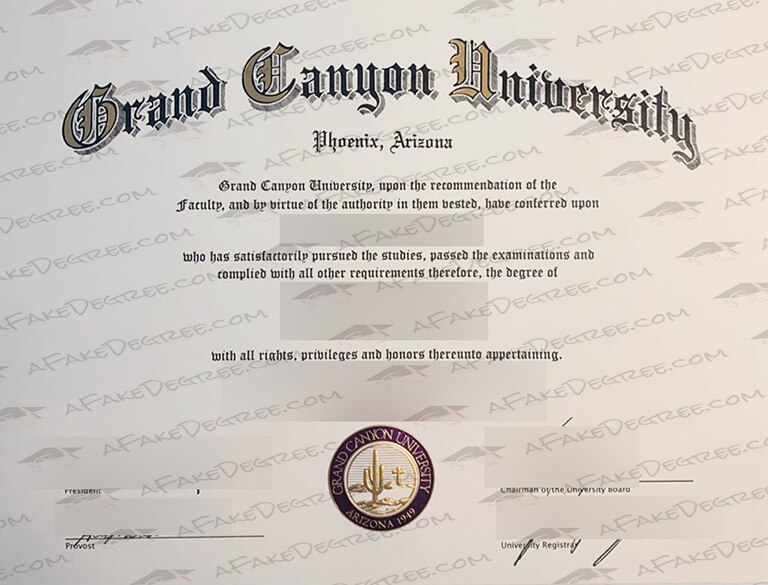 Grand Canyon University
Phoenix, Arizona
Grand Canyon University, upon the recommendation of the
Faculty, and by virtue of the authority in them vested, have conferred upon
who has satisfactorily pursued the studies, passed the examinations and
complied with all other requirements therefore, the degree of
with all rights, privileges and honors thereunto appertaining.
GRAND CANYON UNIVERSITY
ARIZONA 1949
President
Chairman of the University Board
Provost
University Registrar
AFakeDegree.com